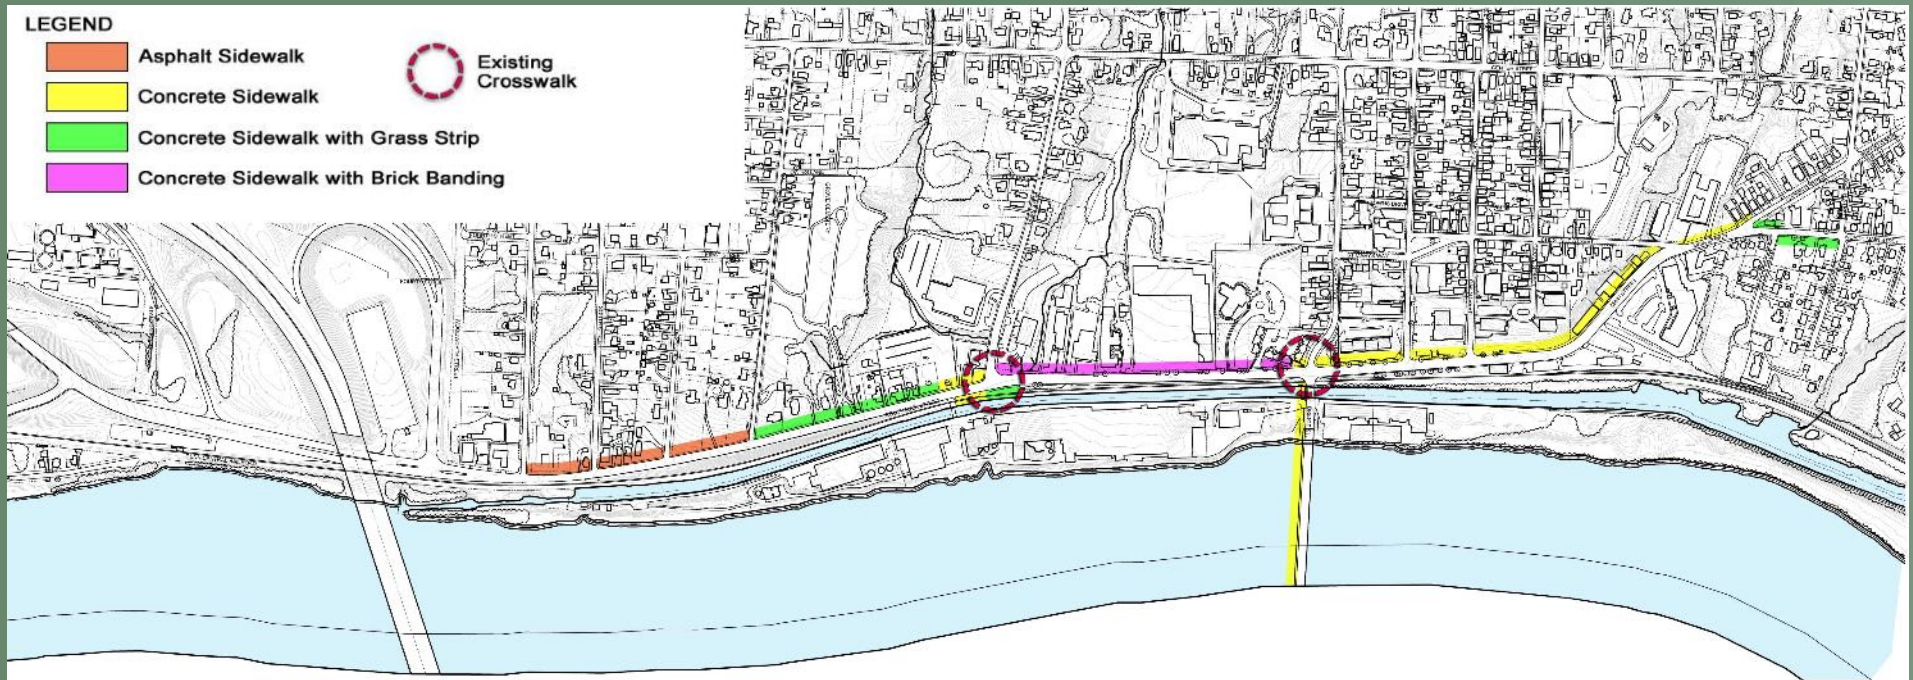 LEGEND
Asphalt Sidewalk
Concrete Sidewalk
Concrete Sidewalk with Grass Strip
Concrete Sidewalk with Brick Banding
Existing
Crosswalk